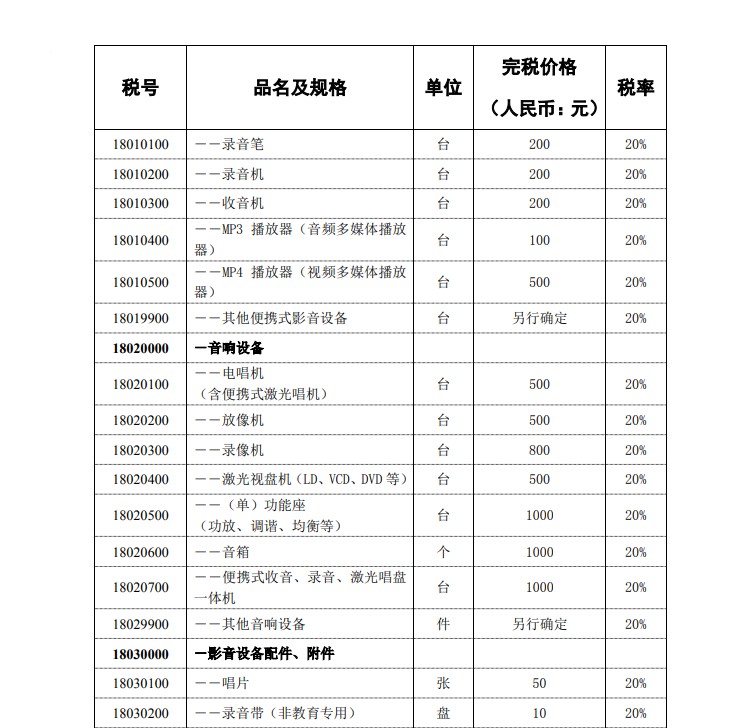 税号 品名及规格 单位 完税价格 税率
（人民币：元）
18010100 －－录音笔 台 200 20%
18010200 －－录音机 台 200 20%
18010300 －－收音机 台 200 20%
18010400 －－MP3 播放器（音频多媒体播放 台 100 20%
器）
18010500 －－MP4 播放器（视频多媒体播放 台 500 20%
器）
18019900 －－其他便携式影音设备 台 另行确定 20%
18020000 －音响设备
18020100 －－电唱机 台 500 20%
（含便携式激光唱机）
18020200 －－放像机 台 500 20%
18020300 －－录像机 台 800 20%
18020400 －－激光视盘机（LD、VCD、DVD 等） 台 500 20%
18020500 －－（单）功能座 台 1000 20%
（功放、调谐、均衡等）
18020600 －－音箱 个 1000 20%
18020700 －－便携式收音、录音、激光唱盘 台 1000 20%
一体机
18029900 －－其他音响设备 件 另行确定 20%
18030000 －影音设备配件、附件
18030100 －－唱片 张 50 20%
18030200 －－录音带（非教育专用） 盘 10 20%